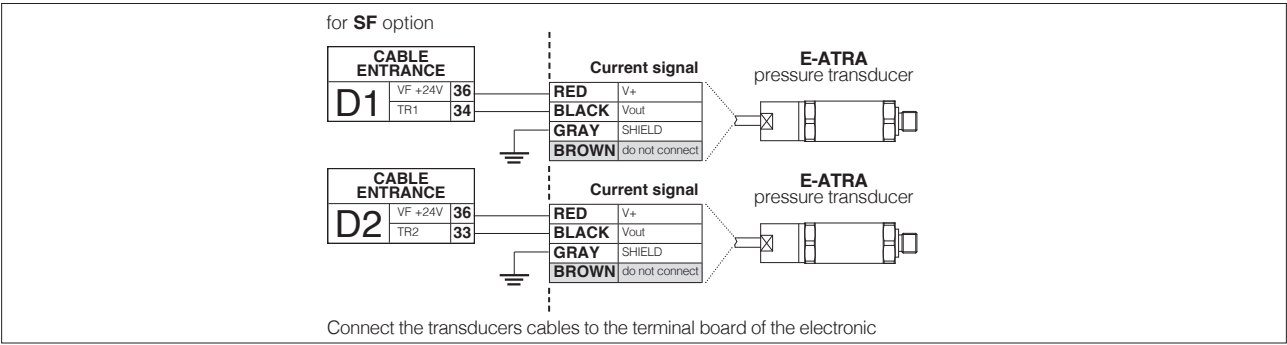 for SF option
CABLE
ENTRANCE
D1
VF +24V 36
TR1 34
Current signal
RED V+
BLACK Vout
GRAY SHIELD
BROWN do not connect
E-ATRA
pressure transducer
CABLE
ENTRANCE
D2
VF +24V 36
TR2 33
Current signal
RED V+
BLACK Vout
GRAY SHIELD
BROWN do not connect
E-ATRA
pressure transducer
Connect the transducers cables to the terminal board of the electronic